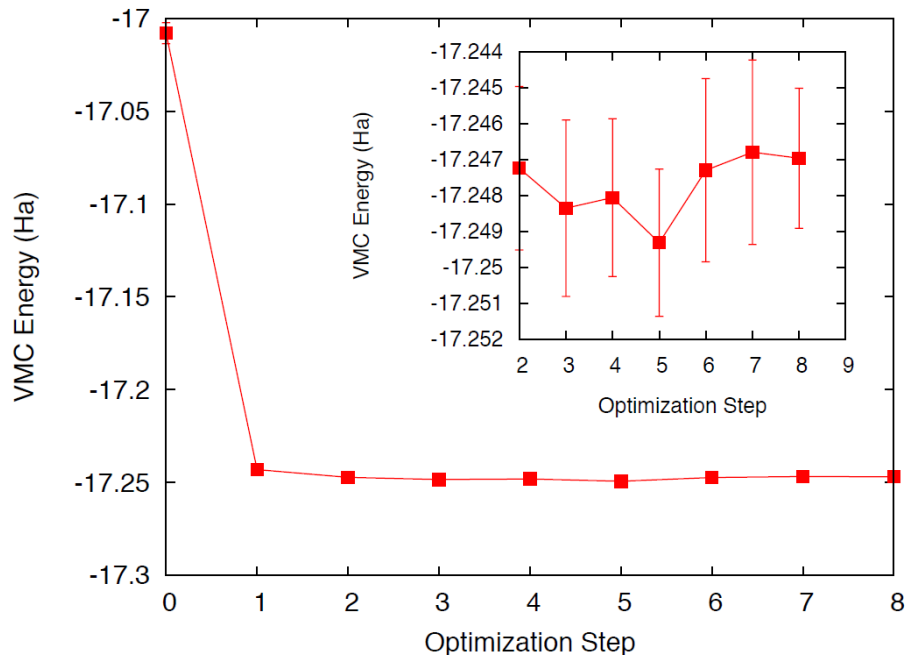 -17
-17.05
-17.1
-17.15
-17.2
-17.25
-17.3
VMC Energy (Ha)
0 1 2 3 4 5 6 7 8
Optimization Step
-17.244
-17.245
-17.246
-17.247
-17.248
-17.249
-17.25
-17.251
-17.252
VMC Energy (Ha)
2 3 4 5 6 7 8 9
Optimization Step